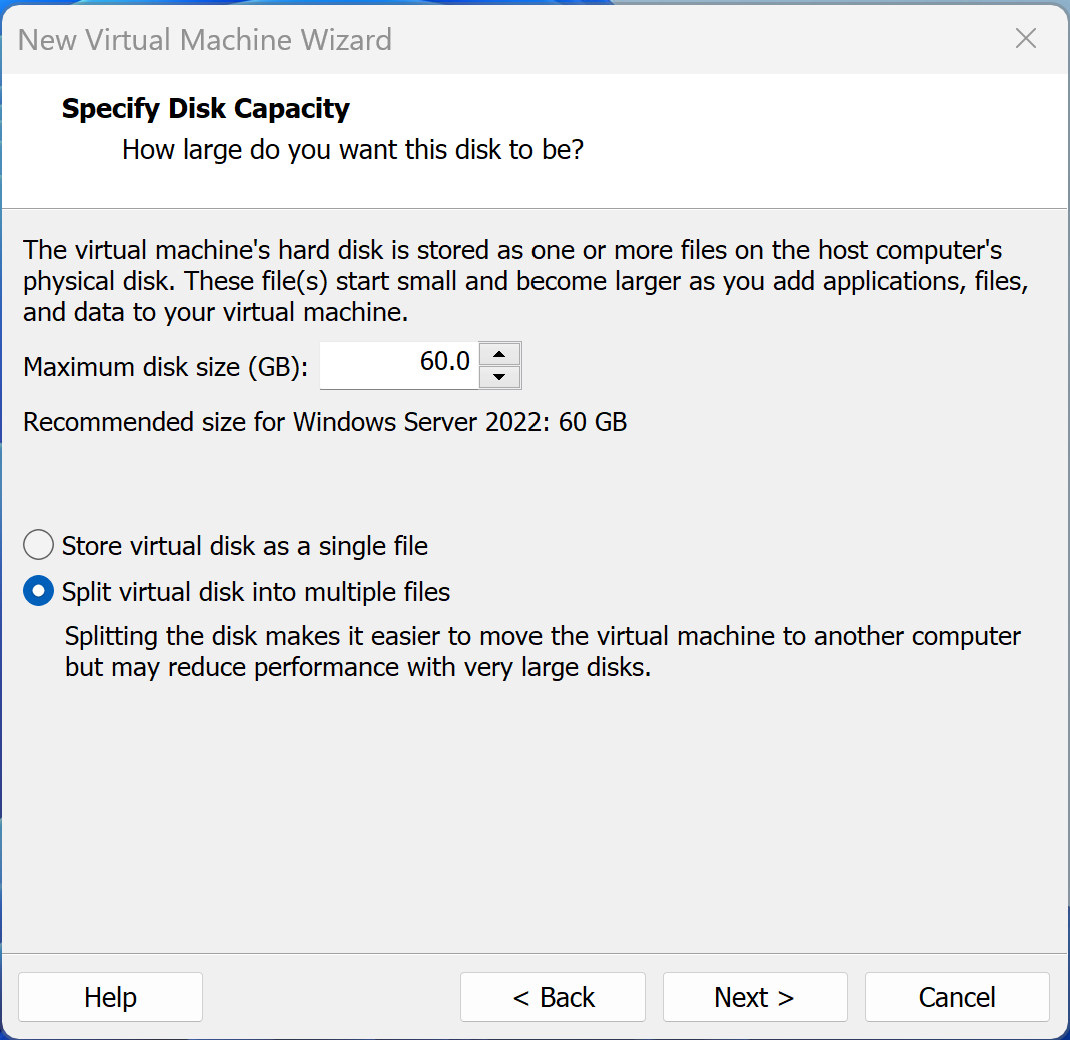 New Virtual Machine Wizard
Specify Disk Capacity
How large do you want this disk to be?
The virtual machine's hard disk is stored as one or more files on the host computer's
physical disk. These file(s) start small and become larger as you add applications, files,
and data to your virtual machine.
Maximum disk size (GB): 60.0
Recommended size for Windows Server 2022: 60 GB
Store virtual disk as a single file
Split virtual disk into multiple files
Splitting the disk makes it easier to move the virtual machine to another computer
but may reduce performance with very large disks.
Help < Back Next > Cancel